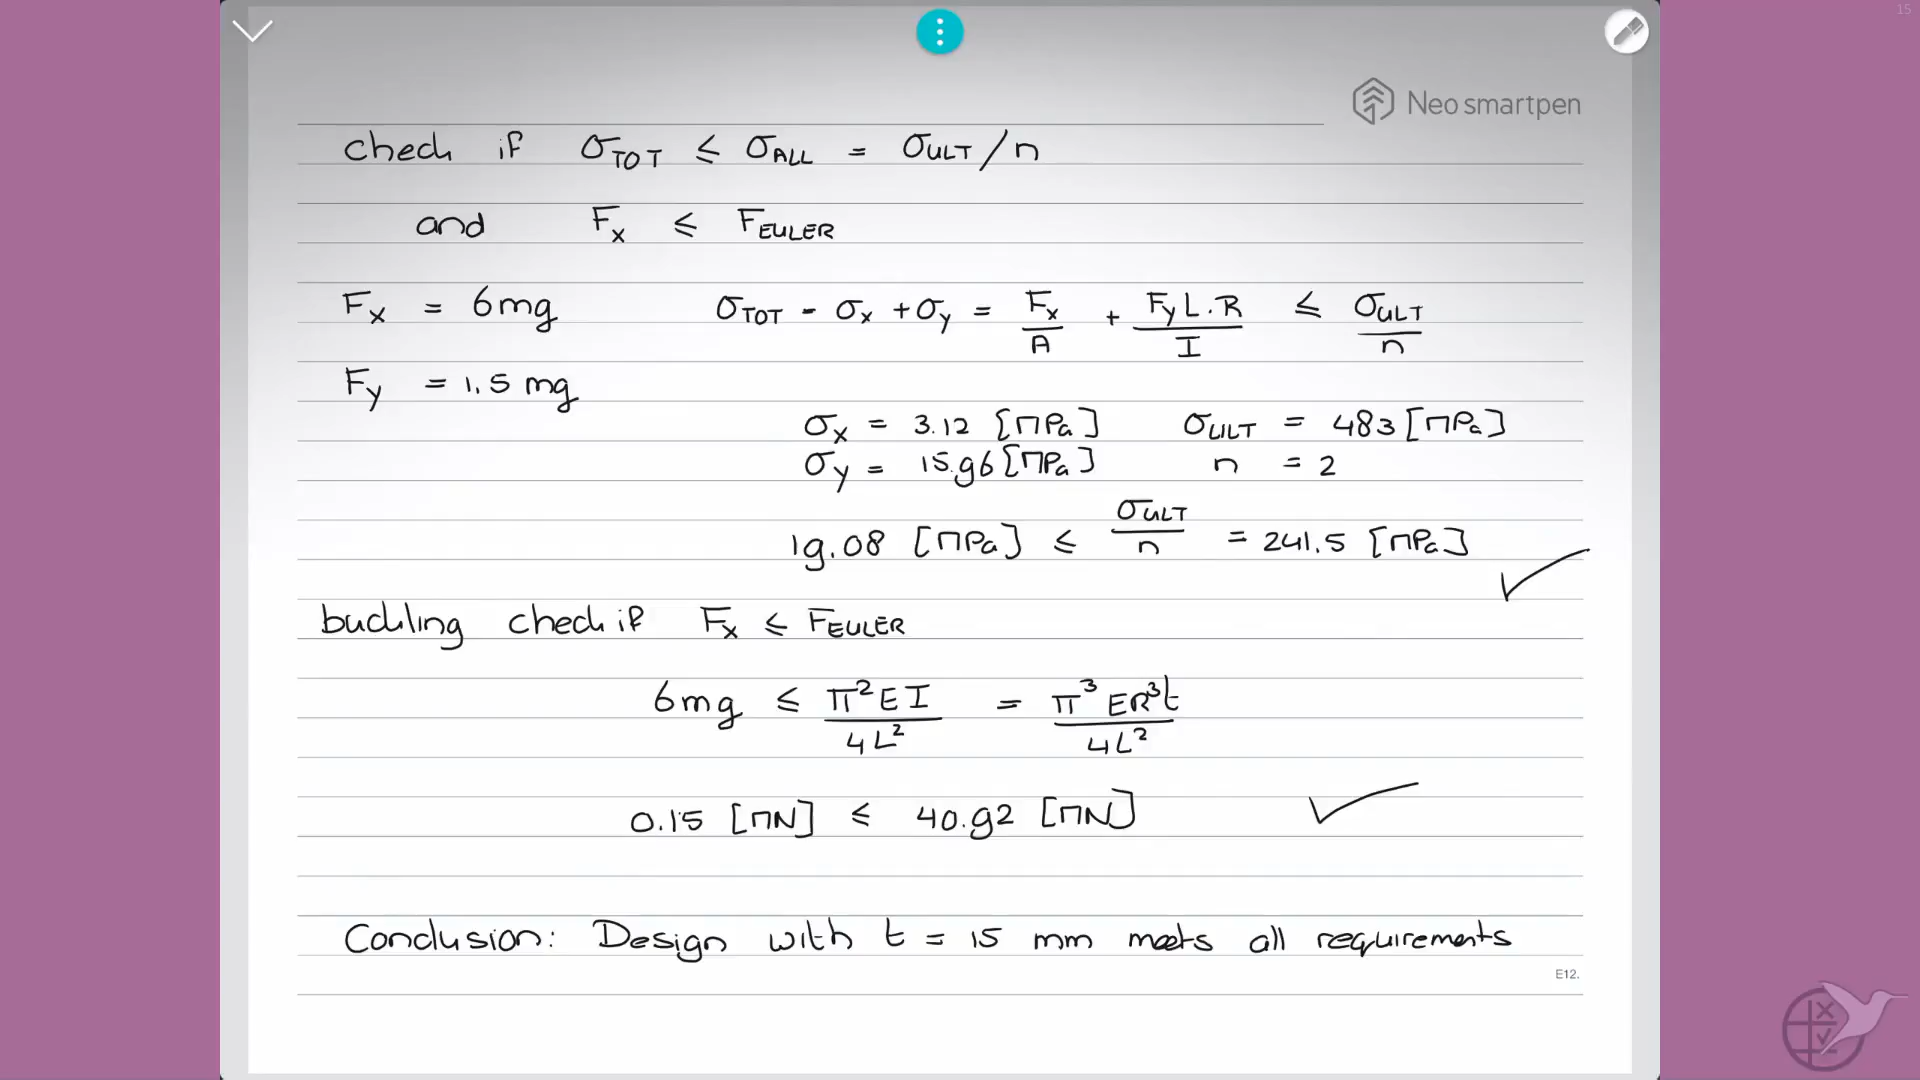 15
Neo smartpen
Check if σTOT ≤ σALL = σULT/n
and Fx ≤ FEULER
Fx = 6mg σTOT = σx + σy = Fx/A + FyL.R/I ≤ σULT/n
Fy = 1.5 mg
σx = 3.12 [MPa] σULT = 483 [MPa]
σy = 15.96 [MPa] n = 2
19.08 [MPa] ≤ σULT/n = 241.5 [MPa] ✓
buckling check if Fx ≤ FEULER
6mg ≤ π²EI/4L² = π³ER³t/4L²
0.15 [MN] ≤ 40.92 [MN] ✓
Conclusion: Design with t = 15 mm meets all requirements
E12.